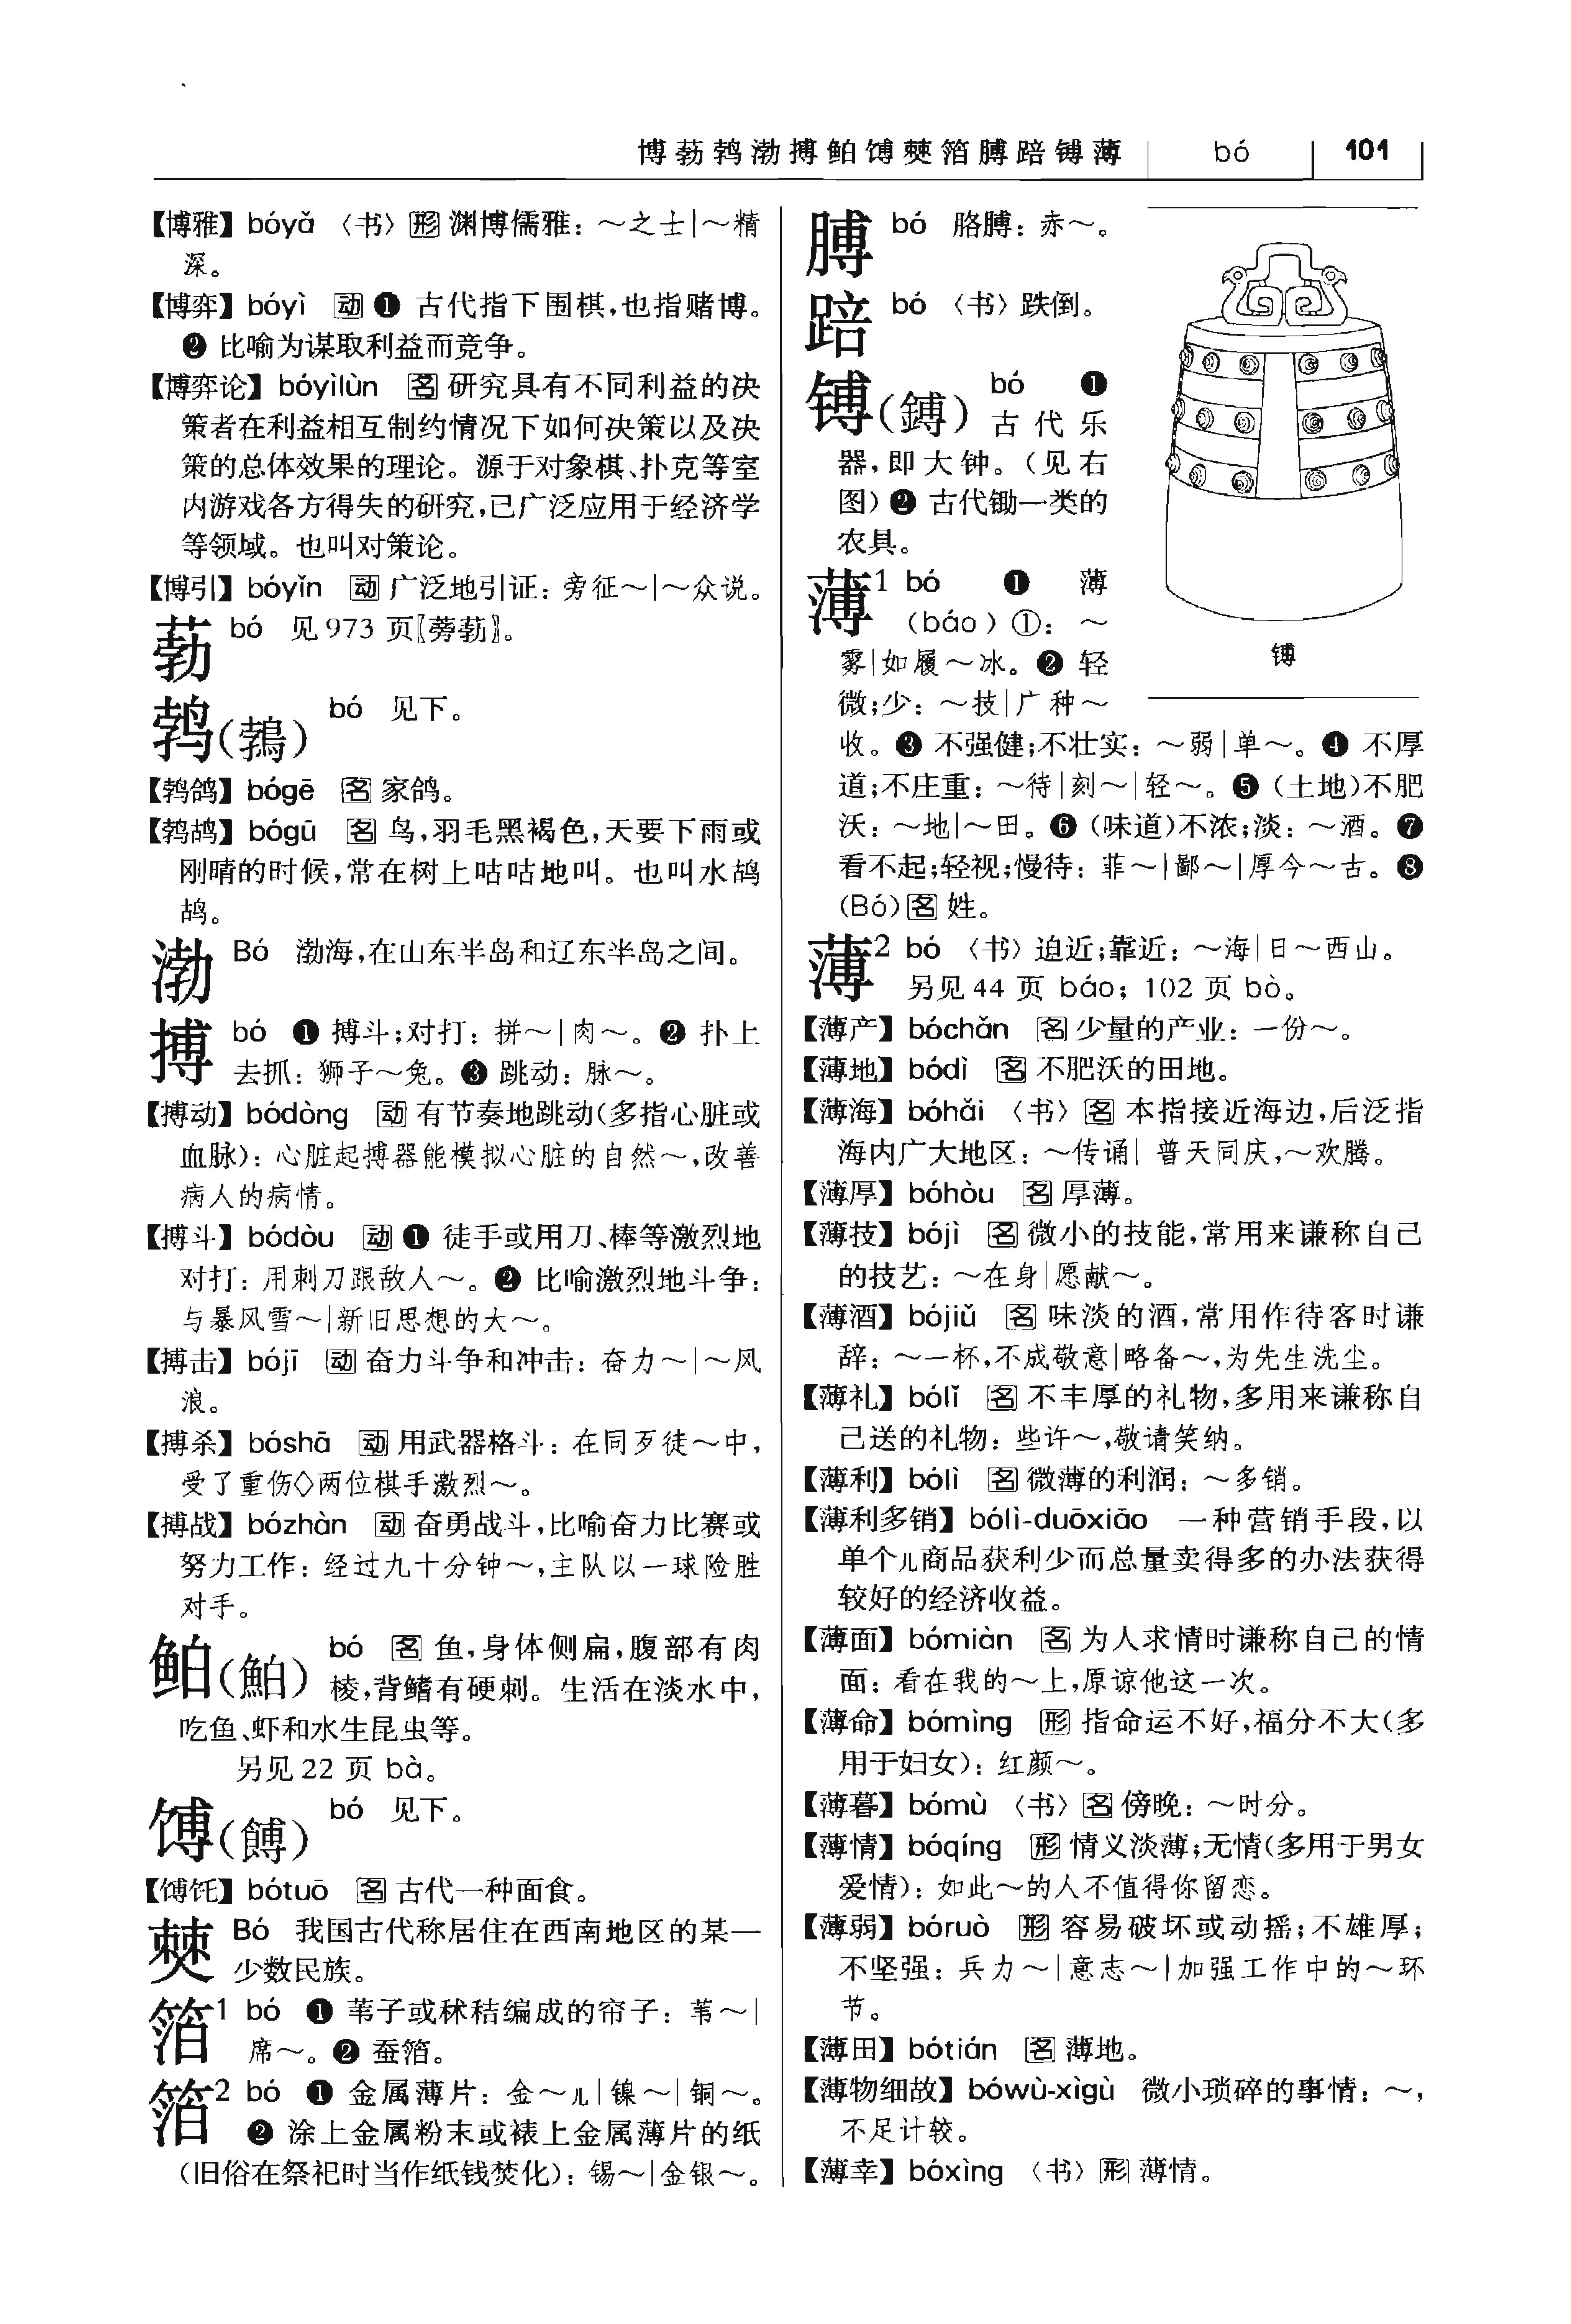 博葧鹁渤搏鲌馎僰箔膊踣镈薄 bó 101
【博雅】bóyǎ 〈书〉形 渊博儒雅：～之士|～精
深。
【博弈】bóyì 动 ❶ 古代指下围棋，也指赌博。
❷ 比喻为谋取利益而竞争。
【博弈论】bóyìlùn 名 研究具有不同利益的决
策者在利益相互制约情况下如何决策以及决
策的总体效果的理论。源于对象棋、扑克等室
内游戏各方得失的研究，已广泛应用于经济学
等领域。也叫对策论。
【博引】bóyǐn 动 广泛地引证：旁征～|～众说。
葧 bó 见973 页〖蒡葧〗。
鹁（鵓） bó 见下。
【鹁鸽】bógē 名 家鸽。
【鹁鸪】bógū 名 鸟，羽毛黑褐色，天要下雨或
刚晴的时候，常在树上咕咕地叫。也叫水鸪
鸪。
渤 Bó 渤海，在山东半岛和辽东半岛之间。
搏 bó ❶ 搏斗；对打：拼～|肉～。❷ 扑上
去抓：狮子～兔。❸ 跳动：脉～。
【搏动】bódòng 动 有节奏地跳动（多指心脏或
血脉）：心脏起搏器能模拟心脏的自然～，改善
病人的病情。
【搏斗】bódòu 动 ❶ 徒手或用刀、棒等激烈地
对打：用刺刀跟敌人～。❷ 比喻激烈地斗争：
与暴风雪～|新旧思想的大～。
【搏击】bójī 动 奋力斗争和冲击：奋力～|～风
浪。
【搏杀】bóshā 动 用武器格斗：在同歹徒～中，
受了重伤◇两位棋手激烈～。
【搏战】bózhàn 动 奋勇战斗，比喻奋力比赛或
努力工作：经过九十分钟～，主队以一球险胜
对手。
鲌（鮊） bó 名 鱼，身体侧扁，腹部有肉
棱，背鳍有硬刺。生活在淡水中，
吃鱼、虾和水生昆虫等。
另见22 页 bà。
馎（餺） bó 见下。
【馎饦】bótuō 名 古代一种面食。
僰 Bó 我国古代称居住在西南地区的某一
少数民族。
箔1 bó ❶ 苇子或秫秸编成的帘子：苇～|
席～。❷ 蚕箔。
箔2 bó ❶ 金属薄片：金～儿|镍～|铜～。
❷ 涂上金属粉末或裱上金属薄片的纸
（旧俗在祭祀时当作纸钱焚化）：锡～|金银～。
膊 bó 胳膊：赤～。
踣 bó 〈书〉跌倒。
镈（鎛） bó ❶
古代乐
器，即大钟。（见右
图）❷ 古代锄一类的
农具。
镈
薄1 bó ❶ 薄
（báo）①：～
雾|如履～冰。❷ 轻
微；少：～技|广种～
收。❸ 不强健；不壮实：～弱|单～。❹ 不厚
道；不庄重：～待|刻～|轻～。❺（土地）不肥
沃：～地|～田。❻（味道）不浓；淡：～酒。❼
看不起；轻视；慢待：菲～|鄙～|厚今～古。❽
（Bó）名 姓。
薄2 bó 〈书〉迫近；靠近：～海|日～西山。
另见44 页 báo；102 页 bò。
【薄产】bóchǎn 名 少量的产业：一份～。
【薄地】bódì 名 不肥沃的田地。
【薄海】bóhǎi 〈书〉名 本指接近海边，后泛指
海内广大地区：～传诵| 普天同庆，～欢腾。
【薄厚】bóhòu 名 厚薄。
【薄技】bójì 名 微小的技能，常用来谦称自己
的技艺：～在身|愿献～。
【薄酒】bójiǔ 名 味淡的酒，常用作待客时谦
辞：～一杯，不成敬意|略备～，为先生洗尘。
【薄礼】bólǐ 名 不丰厚的礼物，多用来谦称自
己送的礼物：些许～，敬请笑纳。
【薄利】bólì 名 微薄的利润：～多销。
【薄利多销】bólì-duōxiāo 一种营销手段，以
单个儿商品获利少而总量卖得多的办法获得
较好的经济收益。
【薄面】bómiàn 名 为人求情时谦称自己的情
面：看在我的～上，原谅他这一次。
【薄命】bómìng 形 指命运不好，福分不大（多
用于妇女）：红颜～。
【薄暮】bómù 〈书〉名 傍晚：～时分。
【薄情】bóqíng 形 情义淡薄；无情（多用于男女
爱情）：如此～的人不值得你留恋。
【薄弱】bóruò 形 容易破坏或动摇；不雄厚；
不坚强：兵力～|意志～|加强工作中的～环
节。
【薄田】bótián 名 薄地。
【薄物细故】bówù-xìgù 微小琐碎的事情：～，
不足计较。
【薄幸】bóxìng 〈书〉形 薄情。